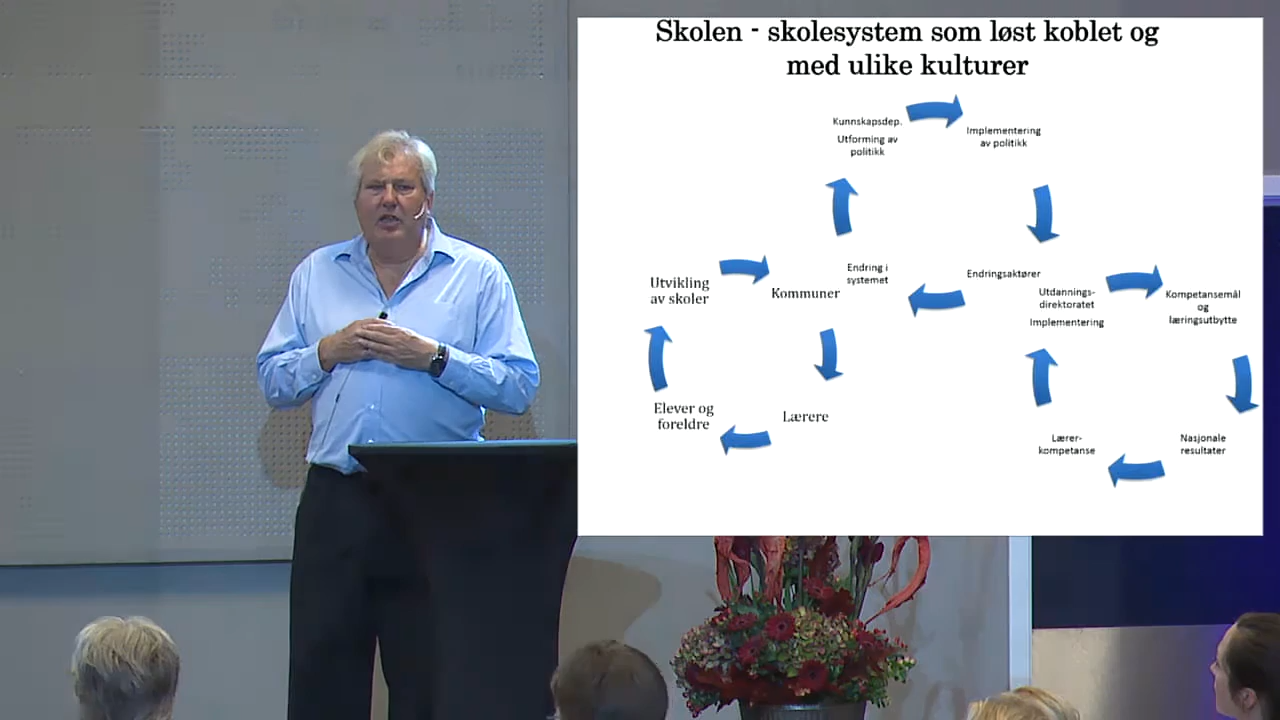 Skolen - skolesystem som løst koblet og
med ulike kulturer
Kunnskapsdep.
Utforming av
politikk
Implementering
av politikk
Endring i
systemet
Endringsaktører
Utvikling
av skoler
Kommuner
Utdannings-
direktoratet
Implementering
Kompetansemål
og
læringsutbytte
Elever og
foreldre
Lærere
Lærer-
kompetanse
Nasjonale
resultater